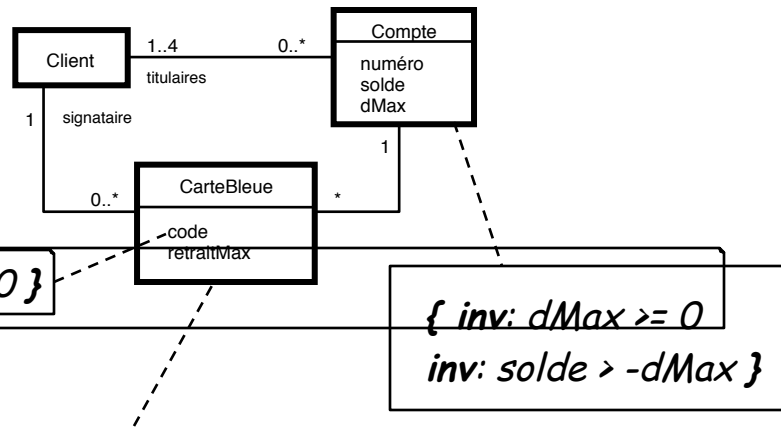 Compte
Client
1..4
0..*
titulaires
numéro
solde
dMax
1
signataire
1
0..*
CarteBleue
*
code
retraitMax
0 }
{ inv: dMax >= 0
inv: solde > -dMax }